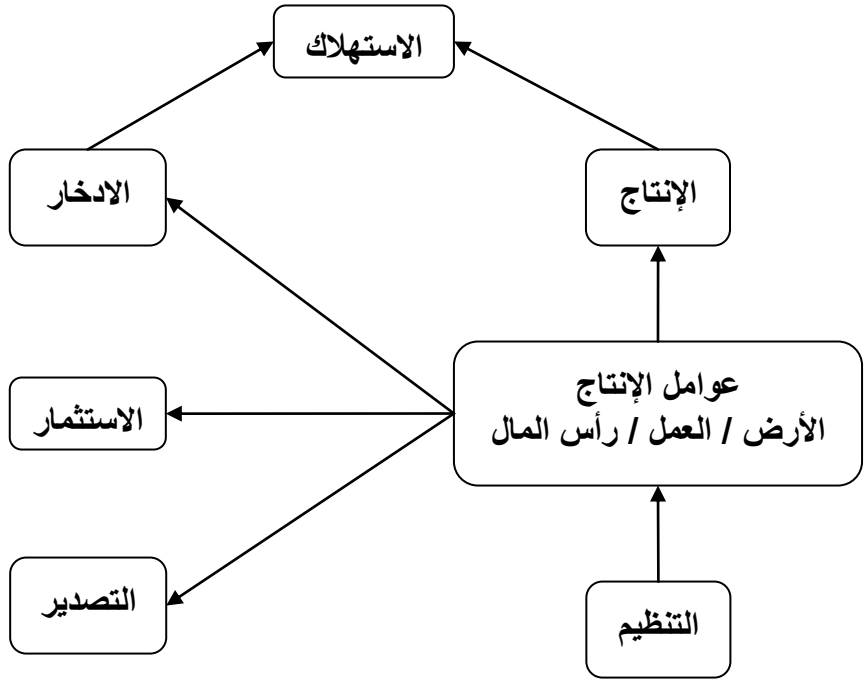 الاستهلاك
الإنتاج
الادخار
عوامل الإنتاج
الأرض / العمل / رأس المال
الاستثمار
التصدير
التنظيم